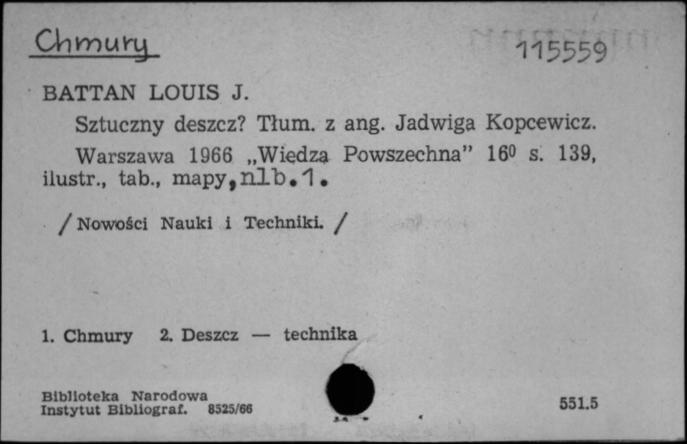 Chmury
115559
BATTAN LOUIS J.
Sztuczny deszcz? Tłum. z ang. Jadwiga Kopcewicz.
Warszawa 1966 „Wiedza Powszechna” 16⁰ s. 139,
ilustr., tab., mapy, nlb. 1.
/ Nowości Nauki i Techniki. /
1. Chmury 2. Deszcz — technika
Biblioteka Narodowa
Instytut Bibliograf. 8525/66
551.5